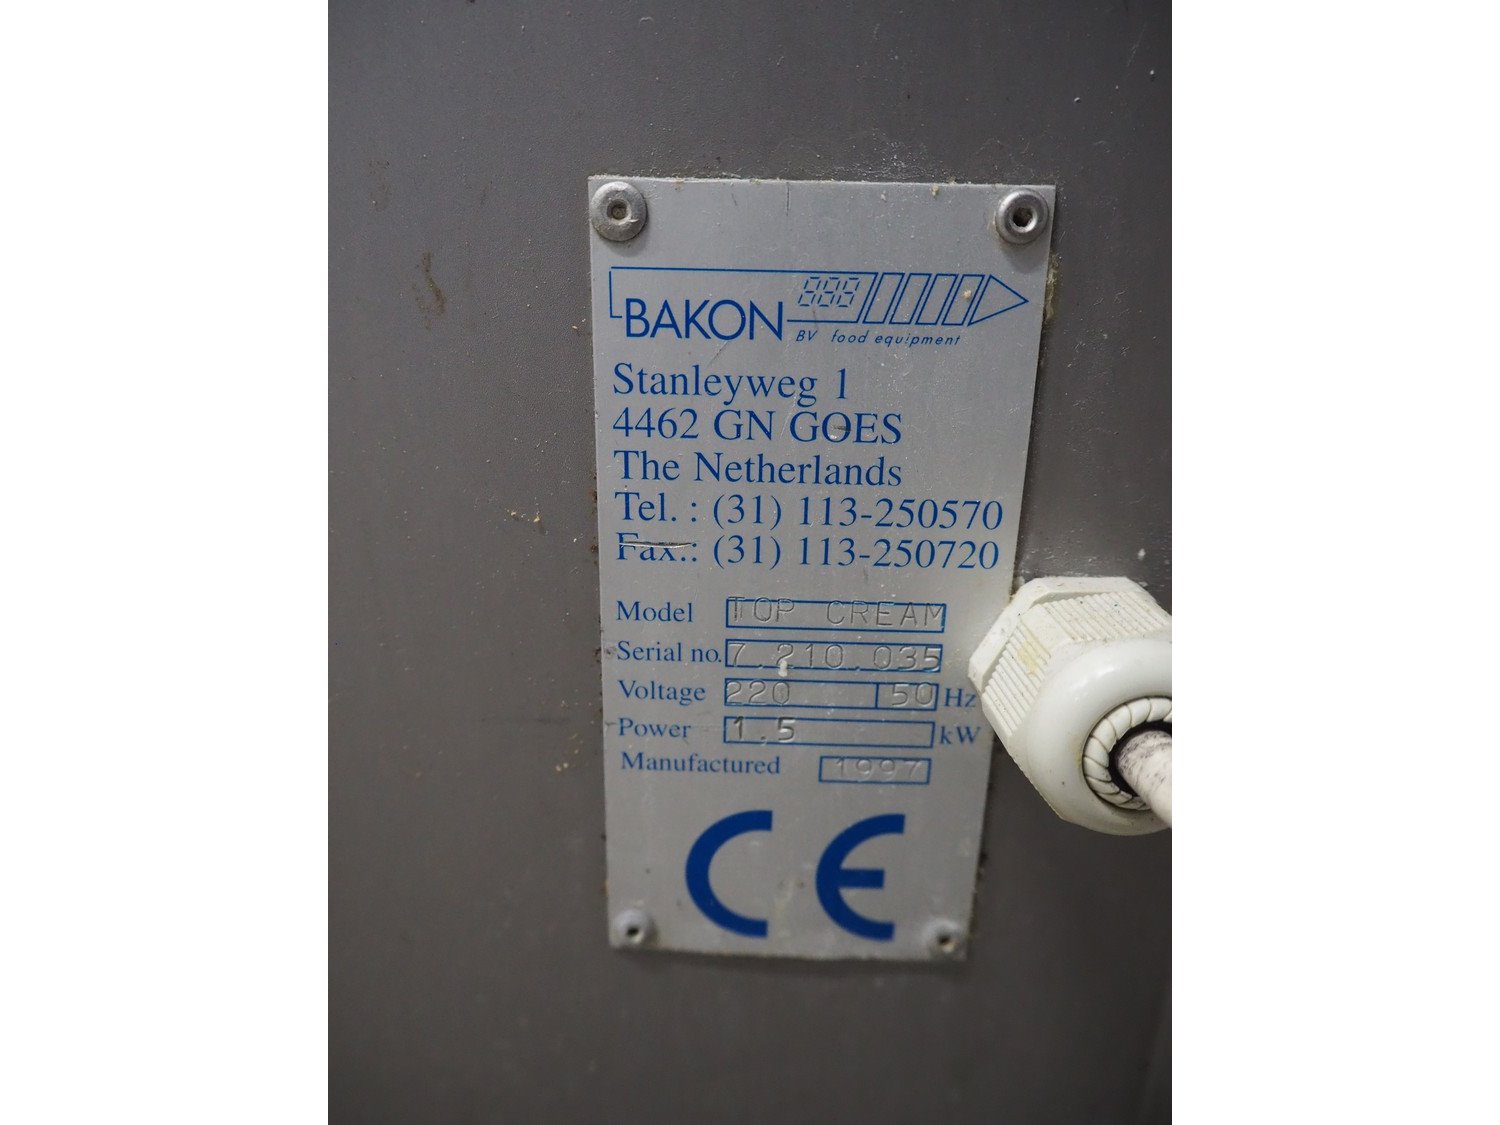 888
BAKON
BV food equipment
Stanleyweg 1
4462 GN GOES
The Netherlands
Tel. : (31) 113-250570
Fax.: (31) 113-250720
Model TOP CREAM
Serial no. 7.210.035
Voltage 220 50 Hz
Power 1.5 kW
Manufactured 1997
CE